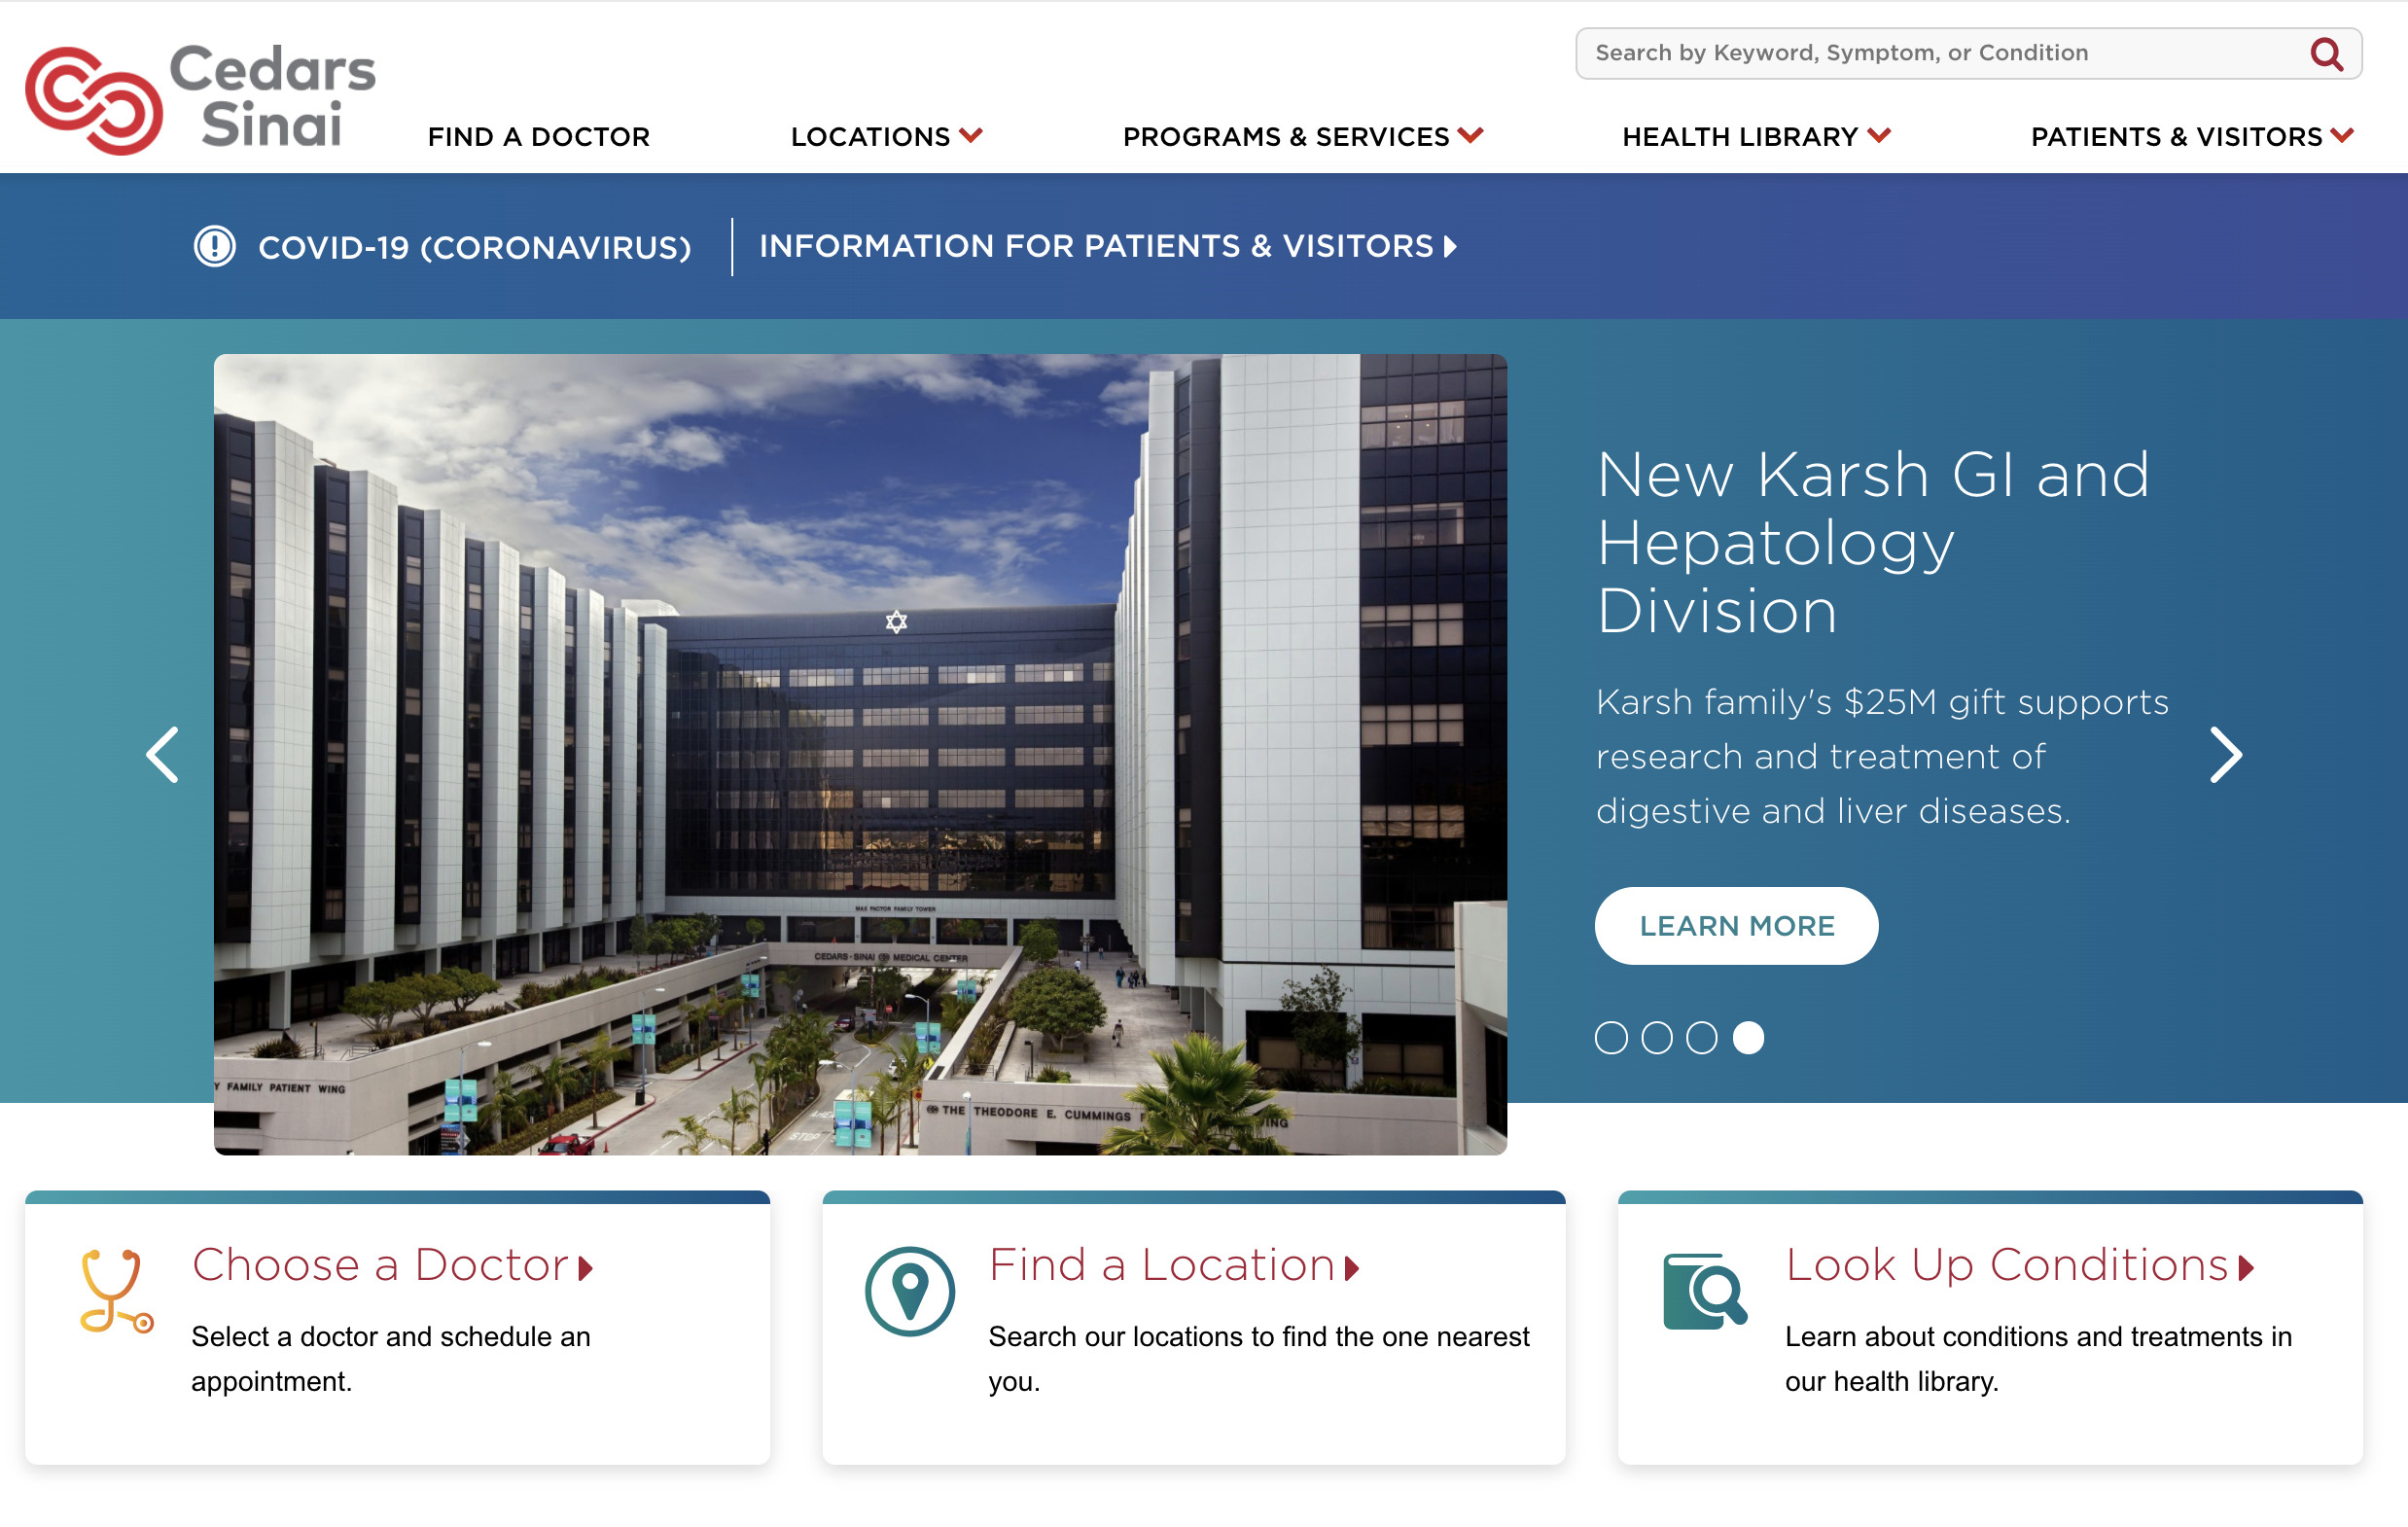 Cedars
Sinai
Search by Keyword, Symptom, or Condition
FIND A DOCTOR
LOCATIONS
PROGRAMS & SERVICES
HEALTH LIBRARY
PATIENTS & VISITORS
COVID-19 (CORONAVIRUS)
INFORMATION FOR PATIENTS & VISITORS
MAX FACTOR FAMILY TOWER
CEDARS-SINAI MEDICAL CENTER
Y FAMILY PATIENT WING
THE THEODORE E. CUMMINGS
WING
STOP
New Karsh GI and
Hepatology
Division
Karsh family's $25M gift supports
research and treatment of
digestive and liver diseases.
LEARN MORE
Choose a Doctor
Select a doctor and schedule an
appointment.
Find a Location
Search our locations to find the one nearest
you.
Look Up Conditions
Learn about conditions and treatments in
our health library.